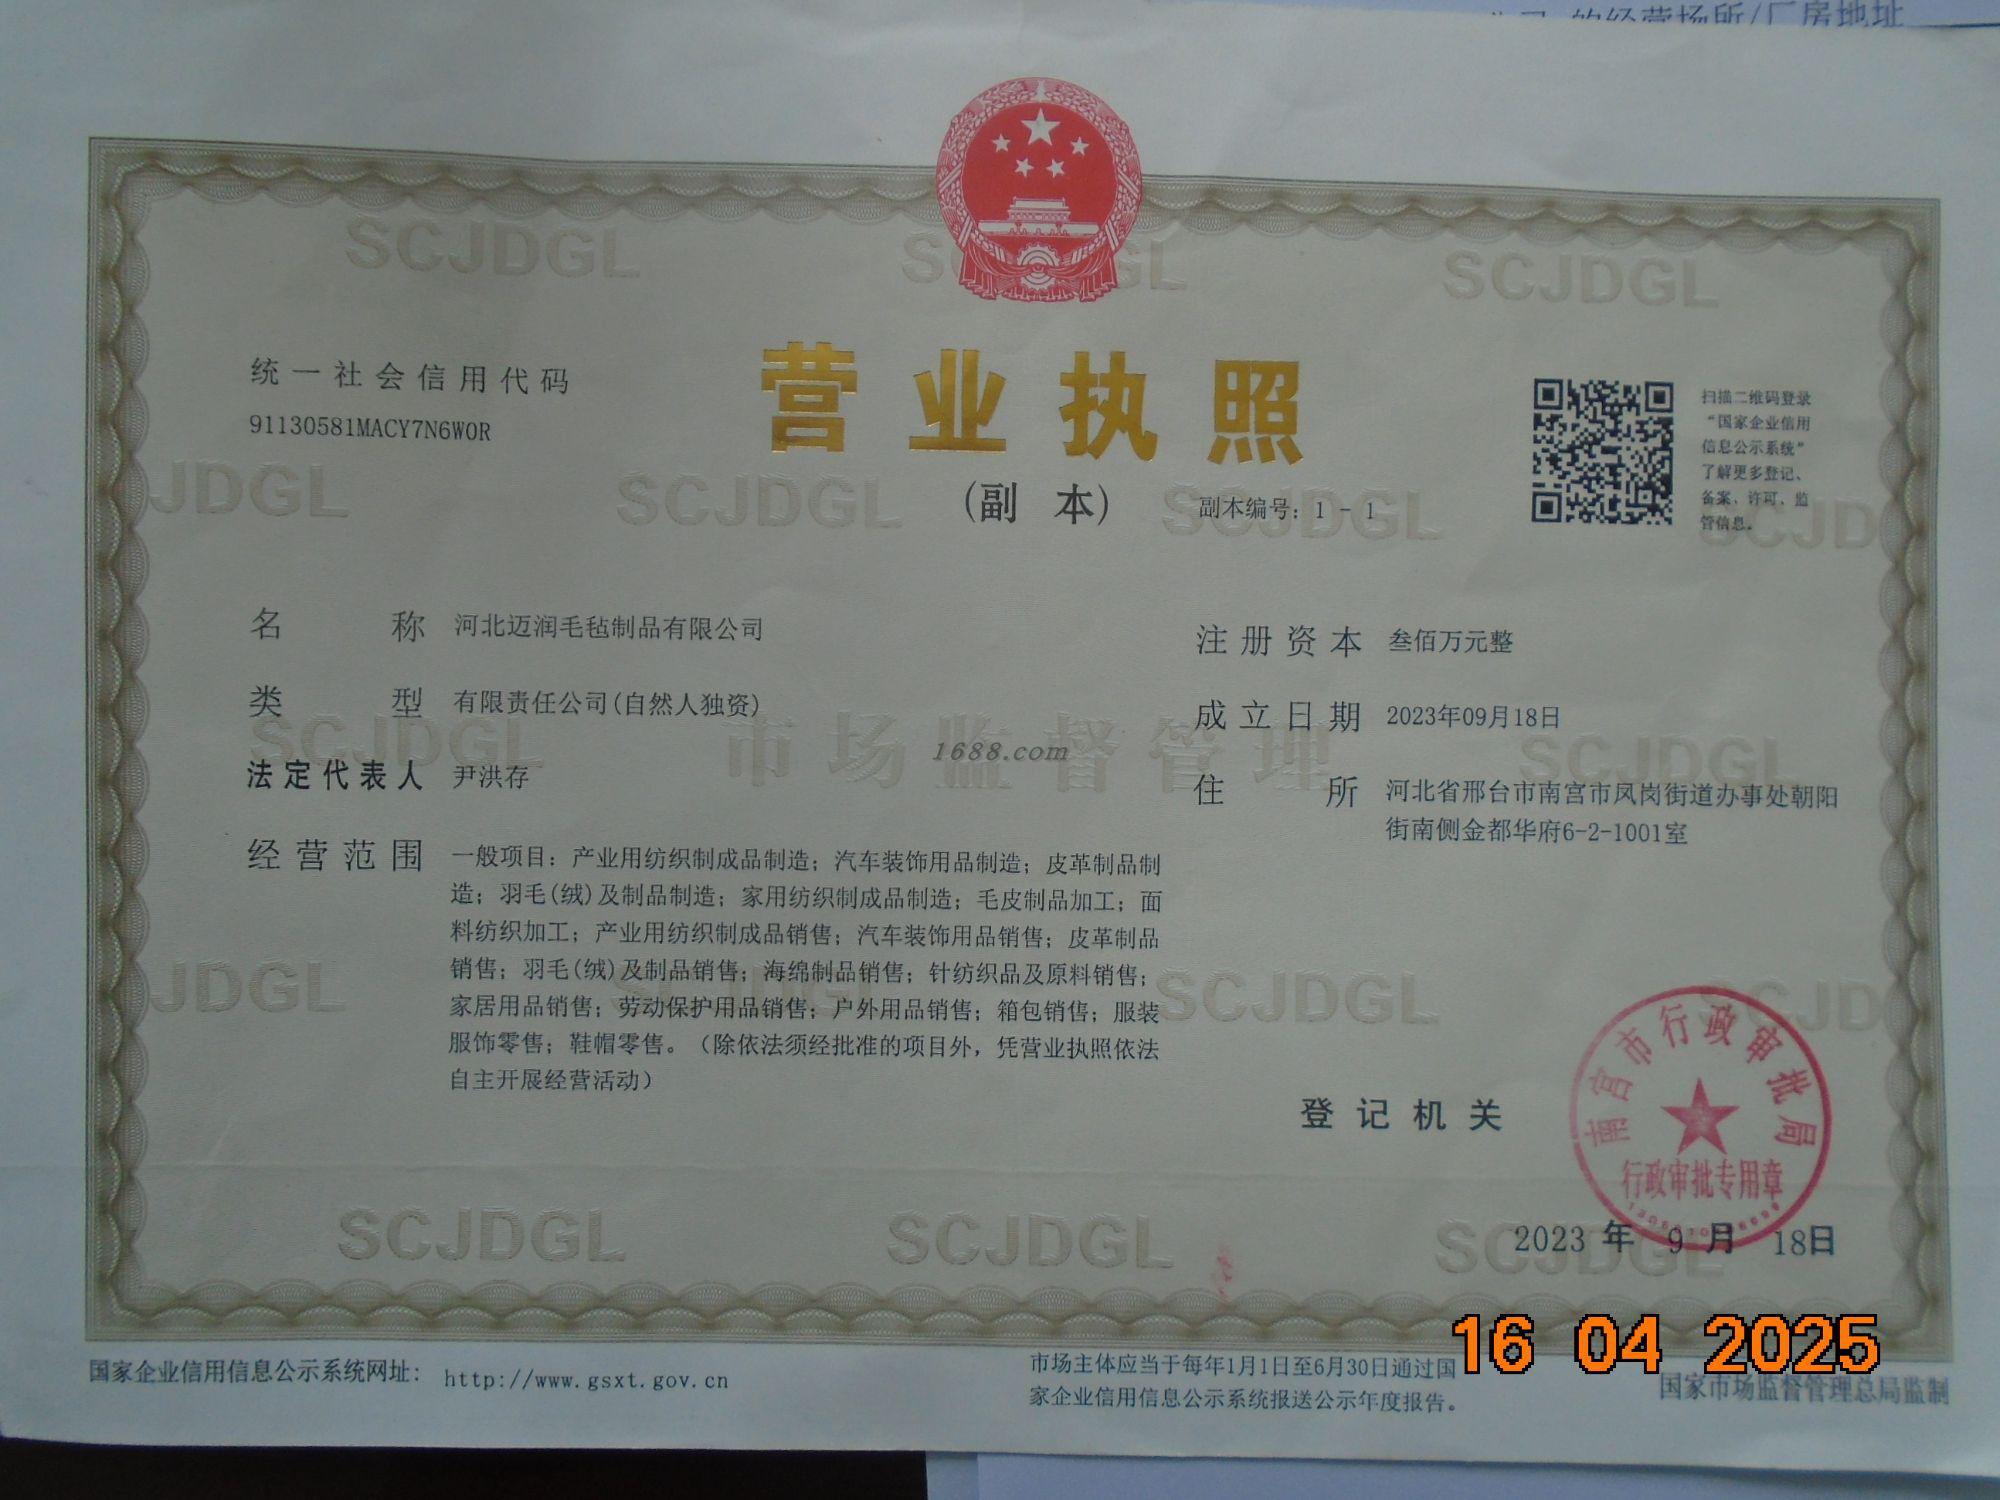 的经营场所/厂房地址
SCJDGL
SCJDGL
统一社会信用代码
91130581MACY7N6W0R
营业执照
(副 本)
副本编号：1-1
扫描二维码登录
“国家企业信用
信息公示系统”
了解更多登记、
备案、许可、监
管信息。
JDGL
SCJDGL
SCJDGL
SCJD
名 称 河北迈润毛毡制品有限公司
类 型 有限责任公司(自然人独资)
法定代表人 尹洪存
经营范围 一般项目：产业用纺织制成品制造；汽车装饰用品制造；皮革制品制
造；羽毛(绒)及制品制造；家用纺织制成品制造；毛皮制品加工；面
料纺织加工；产业用纺织制成品销售；汽车装饰用品销售；皮革制品
销售；羽毛(绒)及制品销售；海绵制品销售；针纺织品及原料销售；
家居用品销售；劳动保护用品销售；户外用品销售；箱包销售；服装
服饰零售；鞋帽零售。（除依法须经批准的项目外，凭营业执照依法
自主开展经营活动）
注册资本 叁佰万元整
成立日期 2023年09月18日
住 所 河北省邢台市南宫市凤岗街道办事处朝阳
街南侧金都华府6-2-1001室
SCJDGL
市场监督管理
1688.com
SCJDGL
JDGL
SCJDGL
SCJD
登记机关
南宫市行政审批局
行政审批专用章
2023 年 9 月 18日
SCJDGL
SCJDGL
SCJDGL
16 04 2025
国家企业信用信息公示系统网址： http://www.gsxt.gov.cn
市场主体应当于每年1月1日至6月30日通过国
家企业信用信息公示系统报送公示年度报告。
国家市场监督管理总局监制